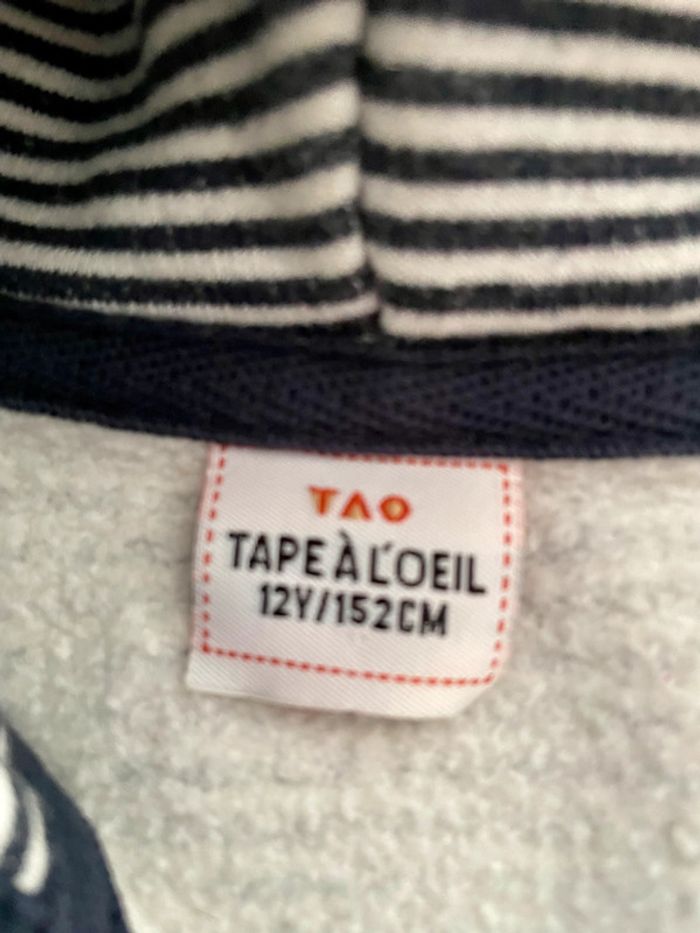 TAO
TAPE À L'OEIL
12Y/152CM